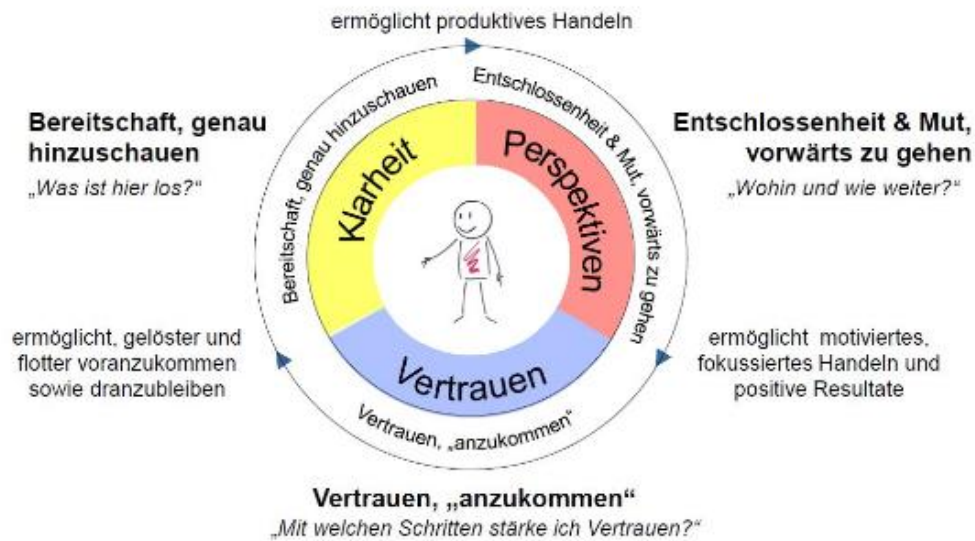 ermöglicht produktives Handeln
Bereitschaft, genau
hinzuschauen
„Was ist hier los?“
Bereitschaft, genau hinzuschauen
Entschlossenheit & Mut, vorwärts zu gehen
Klarheit
Perspektiven
Vertrauen
Vertrauen, „anzukommen“
Entschlossenheit & Mut,
vorwärts zu gehen
„Wohin und wie weiter?“
ermöglicht, gelöster und
flotter voranzukommen
sowie dranzubleiben
ermöglicht motiviertes,
fokussiertes Handeln und
positive Resultate
Vertrauen, „anzukommen“
„Mit welchen Schritten stärke ich Vertrauen?“